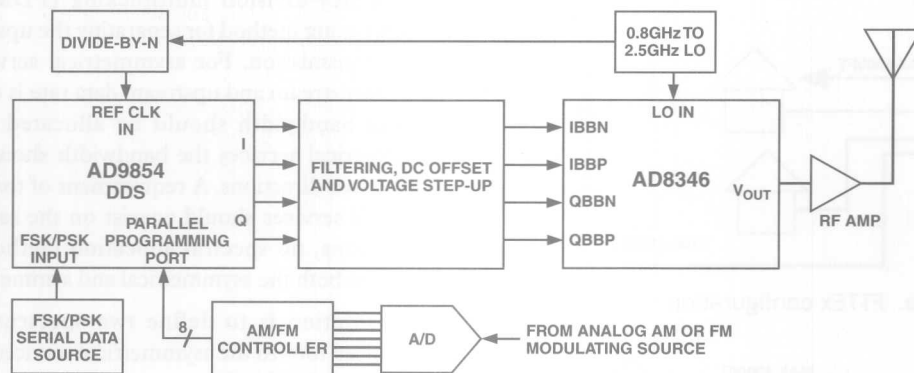 DIVIDE-BY-N
0.8GHz TO
2.5GHz LO
REF CLK
IN
AD9854
DDS
I
Q
FSK/PSK
INPUT
PARALLEL
PROGRAMMING
PORT
FILTERING, DC OFFSET
AND VOLTAGE STEP-UP
LO IN
IBBN
IBBP
QBBN
QBBP
AD8346
VOUT
RF AMP
FSK/PSK
SERIAL DATA
SOURCE
8
AM/FM
CONTROLLER
A/D
FROM ANALOG AM OR FM
MODULATING SOURCE